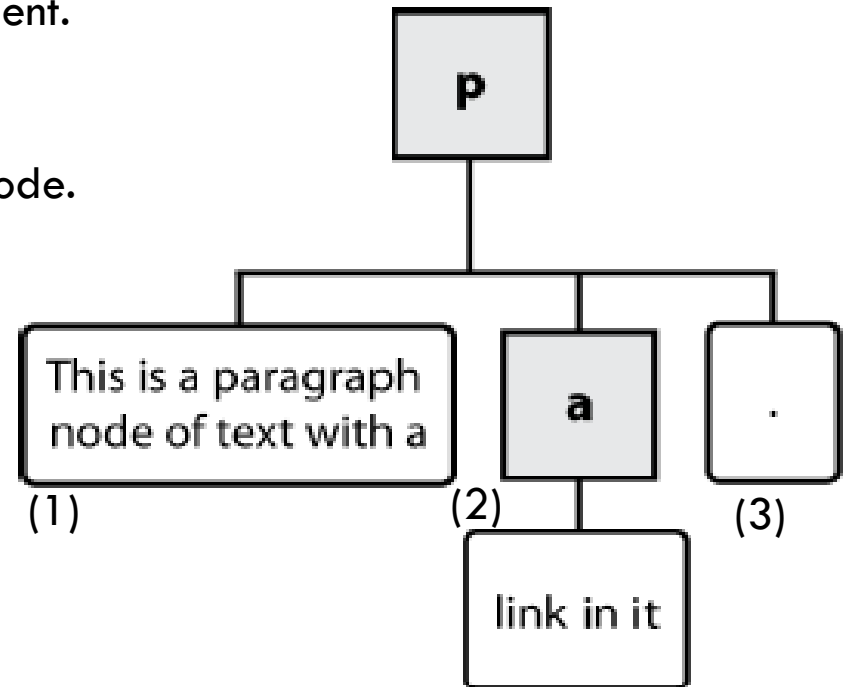 ent.
p
ode.
This is a paragraph
node of text with a
a
.
(1)
(2)
(3)
link in it